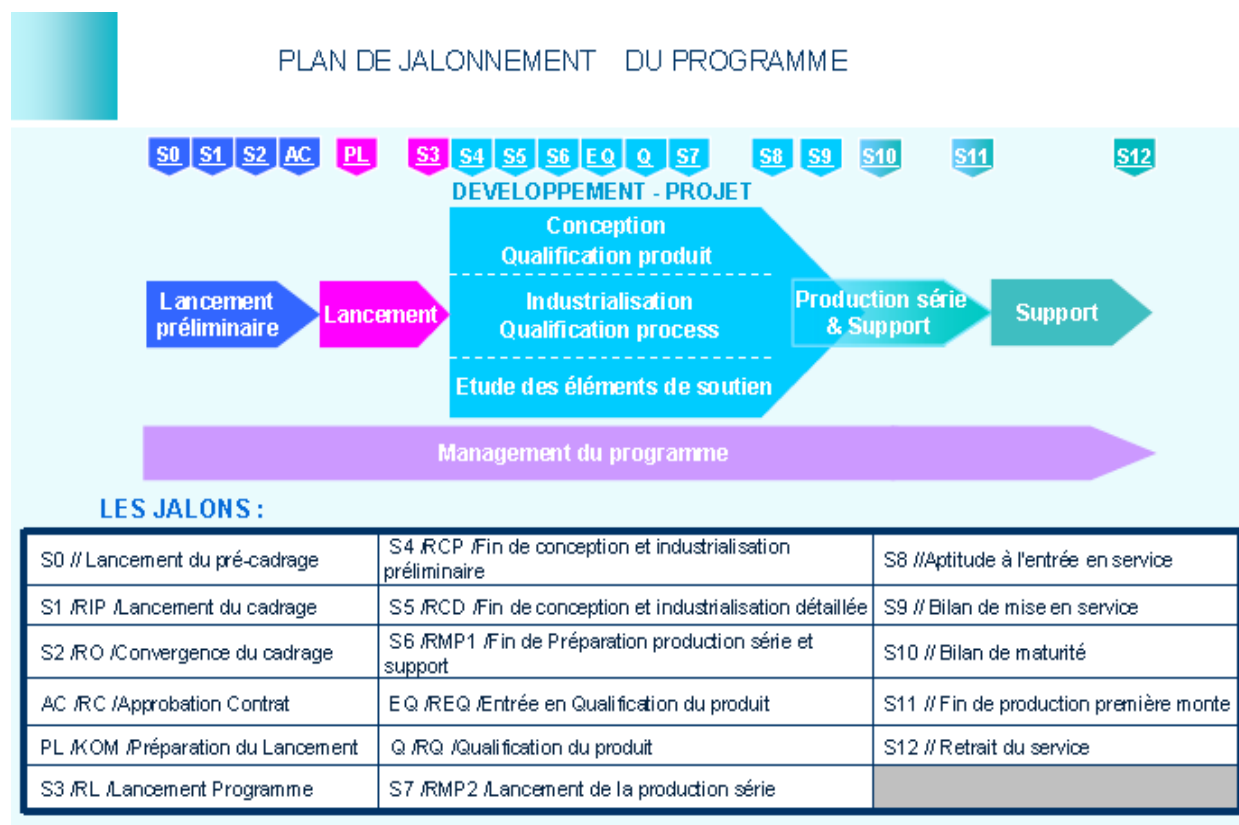 PLAN DE JALONNEMENT DU PROGRAMME
S0 S1 S2 AC PL S3 S4 S5 S6 EQ Q S7 S8 S9 S10 S11 S12
DEVELOPPEMENT - PROJET
Conception
Qualification produit
Industrialisation
Qualification process
Etude des éléments de soutien
Lancement
préliminaire
Lancement
Production série
& Support
Support
Management du programme
LES JALONS :
S0 // Lancement du pré-cadrage
S4 /RCP /Fin de conception et industrialisation
préliminaire
S8 //Aptitude à l'entrée en service
S1 /RIP /Lancement du cadrage
S5 /RCD /Fin de conception et industrialisation détaillée
S9 // Bilan de mise en service
S2 /RO /Convergence du cadrage
S6 /RMP1 /Fin de Préparation production série et
support
S10 // Bilan de maturité
AC /RC /Approbation Contrat
EQ /REQ /Entrée en Qualification du produit
S11 // Fin de production première monte
PL /KOM /Préparation du Lancement
Q /RQ /Qualification du produit
S12 // Retrait du service
S3 /RL /Lancement Programme
S7 /RMP2 /Lancement de la production série